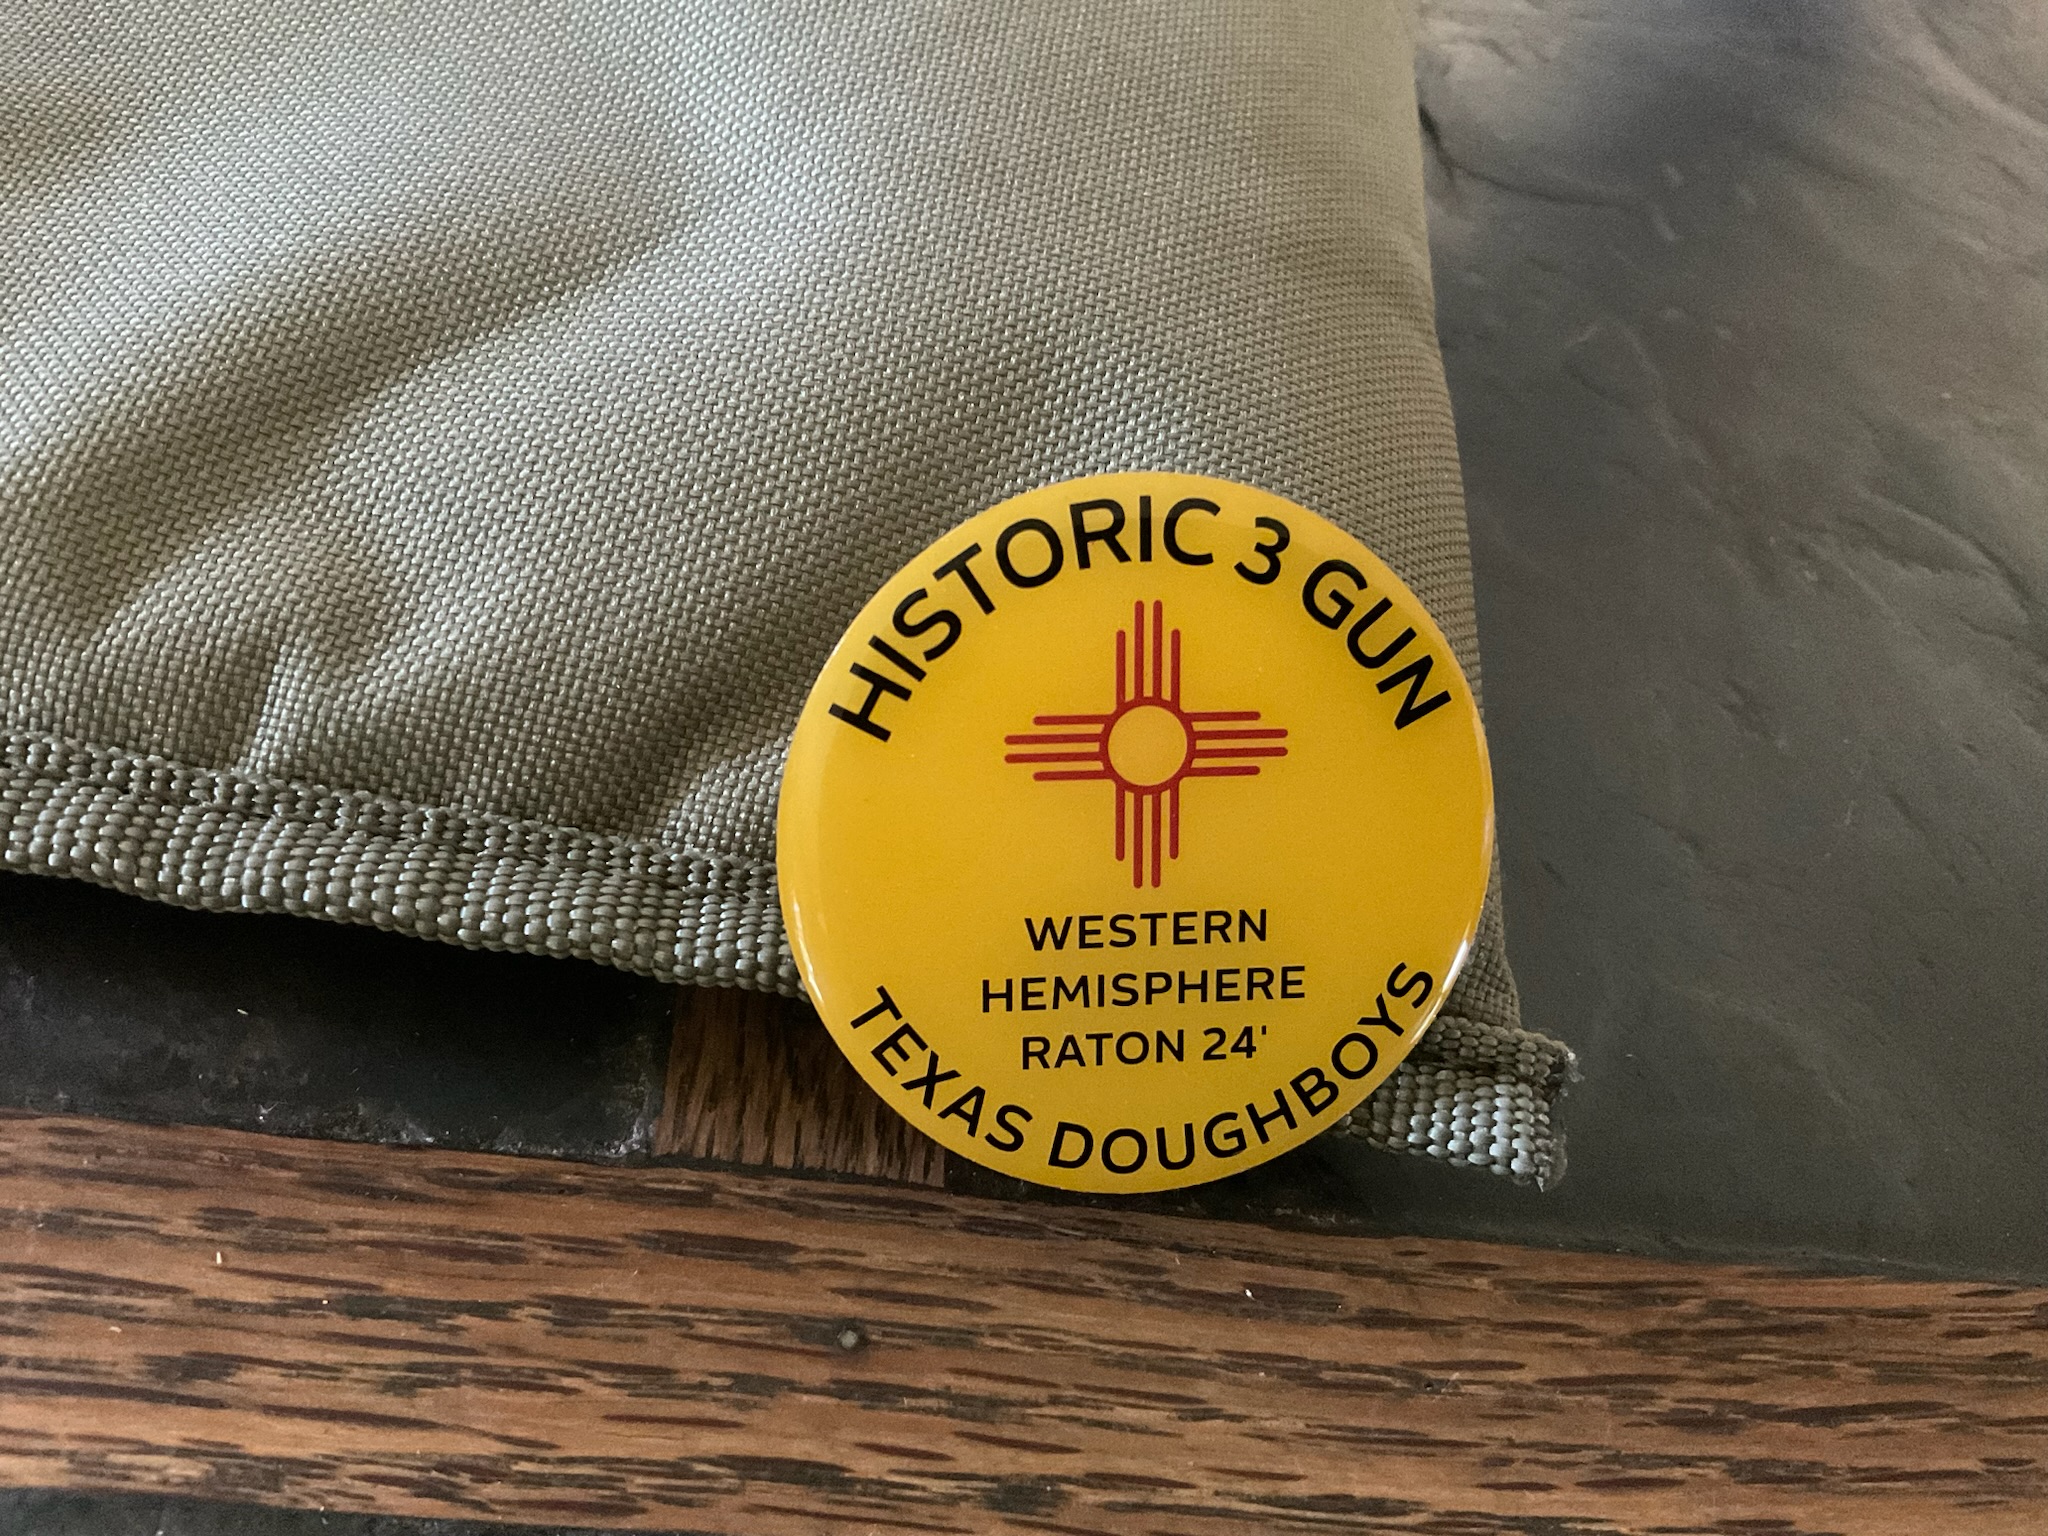 HISTORIC 3 GUN
WESTERN
HEMISPHERE
RATON 24'
TEXAS DOUGHBOYS